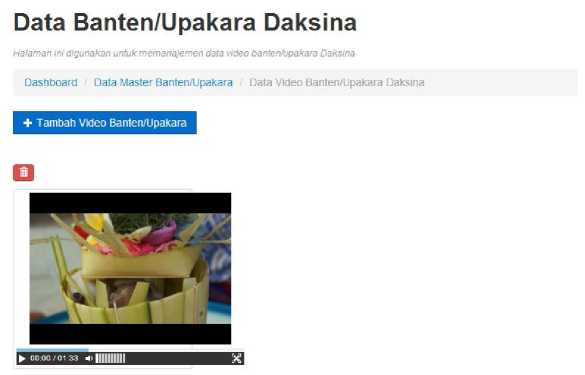 Data Banten/Upakara Daksina
Halaman ini digunakan untuk memanajemen data video banten/upakara Daksina
Dashboard / Data Master Banten/Upakara / Data Video Banten/Upakara Daksina
+ Tambah Video Banten/Upakara
00:00 / 01:33